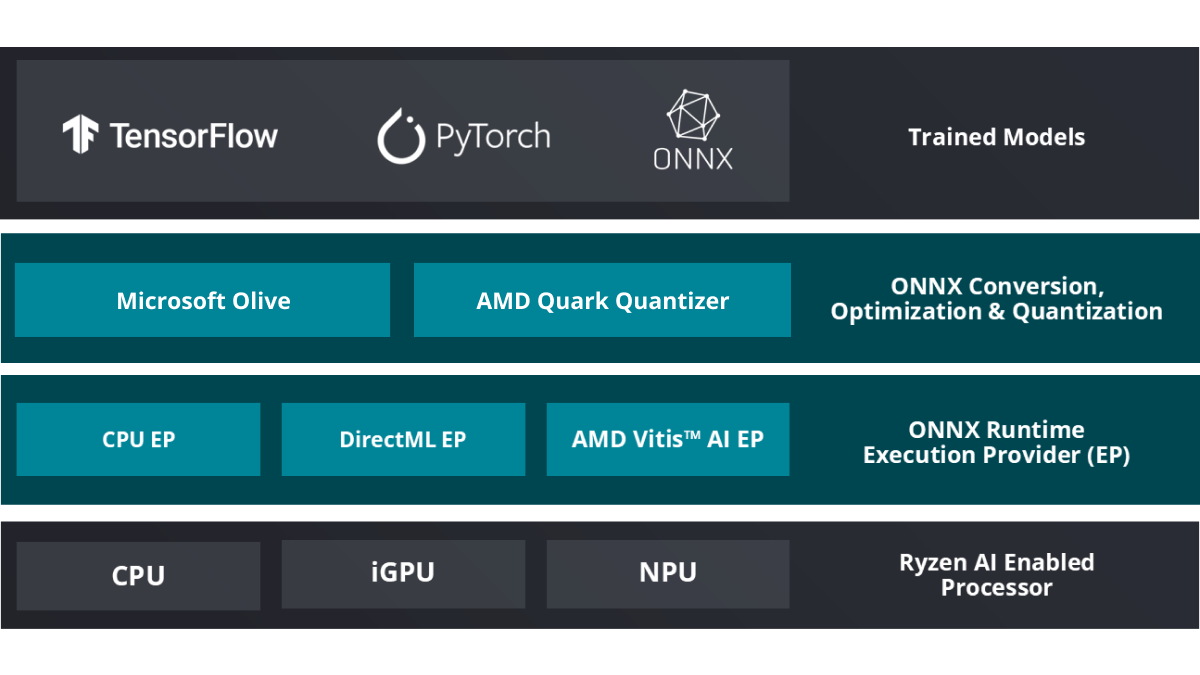 TensorFlow
PyTorch
ONNX
Trained Models
Microsoft Olive
AMD Quark Quantizer
ONNX Conversion,
Optimization & Quantization
CPU EP
DirectML EP
AMD Vitis™ AI EP
ONNX Runtime
Execution Provider (EP)
CPU
iGPU
NPU
Ryzen AI Enabled
Processor